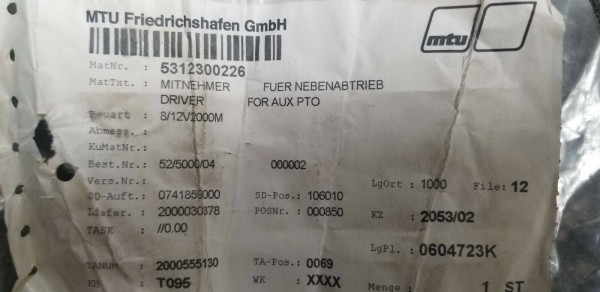 MTU Friedrichshafen GmbH
mtu
MatNr. : 5312300226
MatTxt. : MITNEHMER FUER NEBENABTRIEB
DRIVER FOR AUX PTO
Bauart : 8/12V2000M
Abmess. :
KuMatNr.:
Best.Nr.: 52/5000/04 000002
Vers.Nr.: LgOrt : 1000 File: 12
SD-Auft.: 0741859000 SD-Pos.: 106010
Liefer. : 2000030378 POSNr. : 000850 KZ : 2053/02
TASK : //0.00
LgPl. : 0604723K
TANUM : 2000555130 TA-Pos.: 0069
KH : T095 WK : XXXX Menge : 1 ST